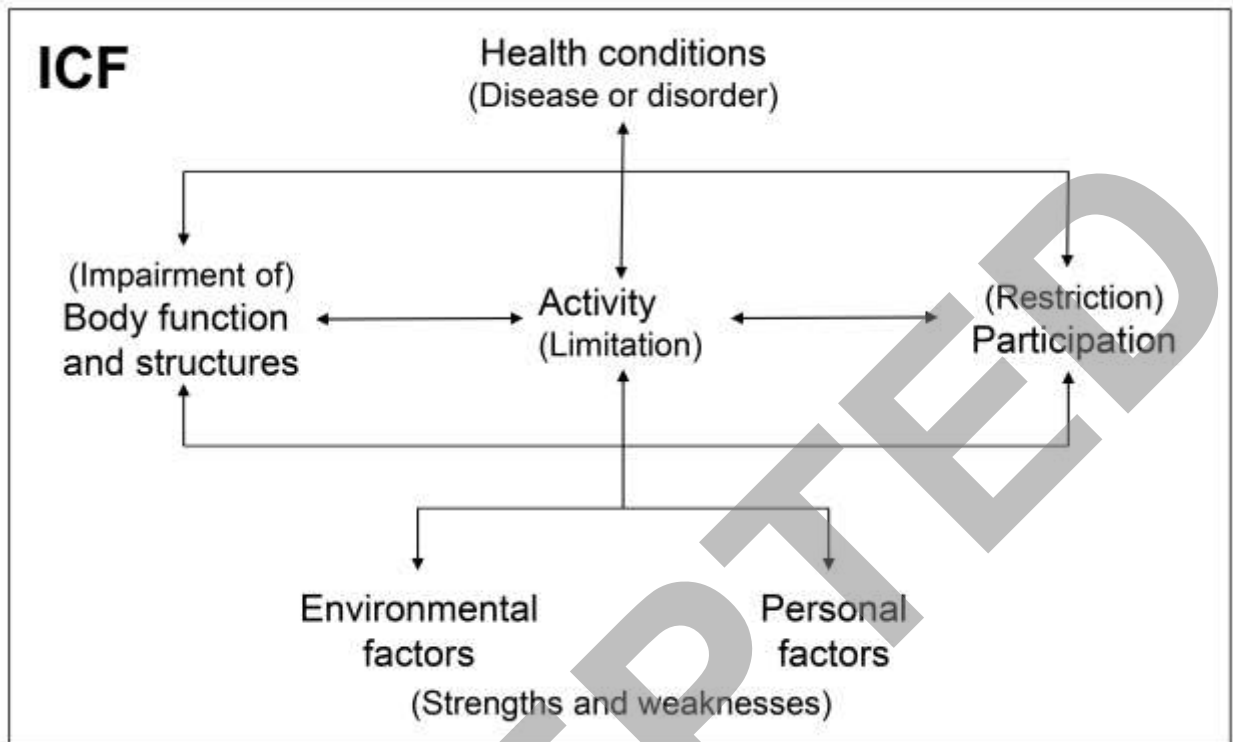 ICF
Health conditions
(Disease or disorder)
(Impairment of)
Body function
and structures
Activity
(Limitation)
(Restriction)
Participation
Environmental
factors
Personal
factors
(Strengths and weaknesses)
PTED